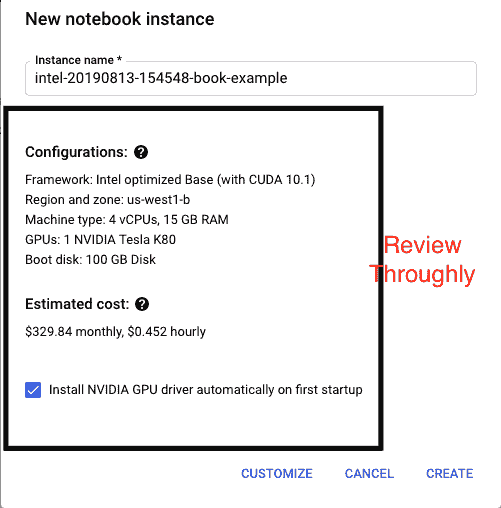 New notebook instance
Instance name *
intel-20190813-154548-book-example
Configurations: ?
Framework: Intel optimized Base (with CUDA 10.1)
Region and zone: us-west1-b
Machine type: 4 vCPUs, 15 GB RAM
GPUs: 1 NVIDIA Tesla K80
Boot disk: 100 GB Disk
Review
Throughly
Estimated cost: ?
$329.84 monthly, $0.452 hourly
Install NVIDIA GPU driver automatically on first startup
CUSTOMIZE CANCEL CREATE